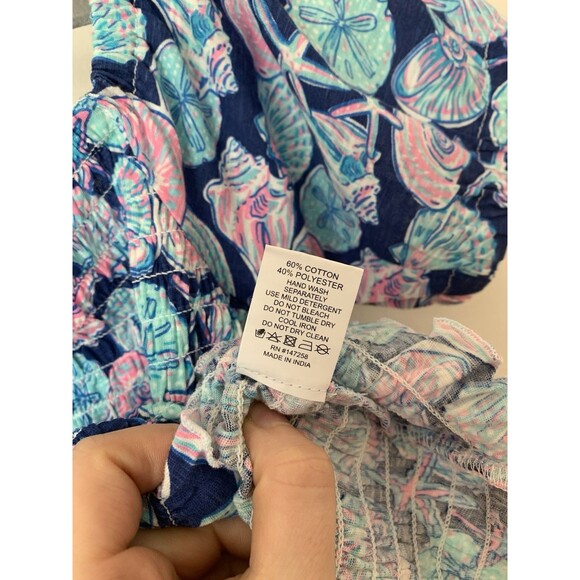 60% COTTON
40% POLYESTER
HAND WASH
SEPARATELY
USE MILD DETERGENT
DO NOT BLEACH
DO NOT TUMBLE DRY
COOL IRON
DO NOT DRY CLEAN
RN #147258
MADE IN INDIA